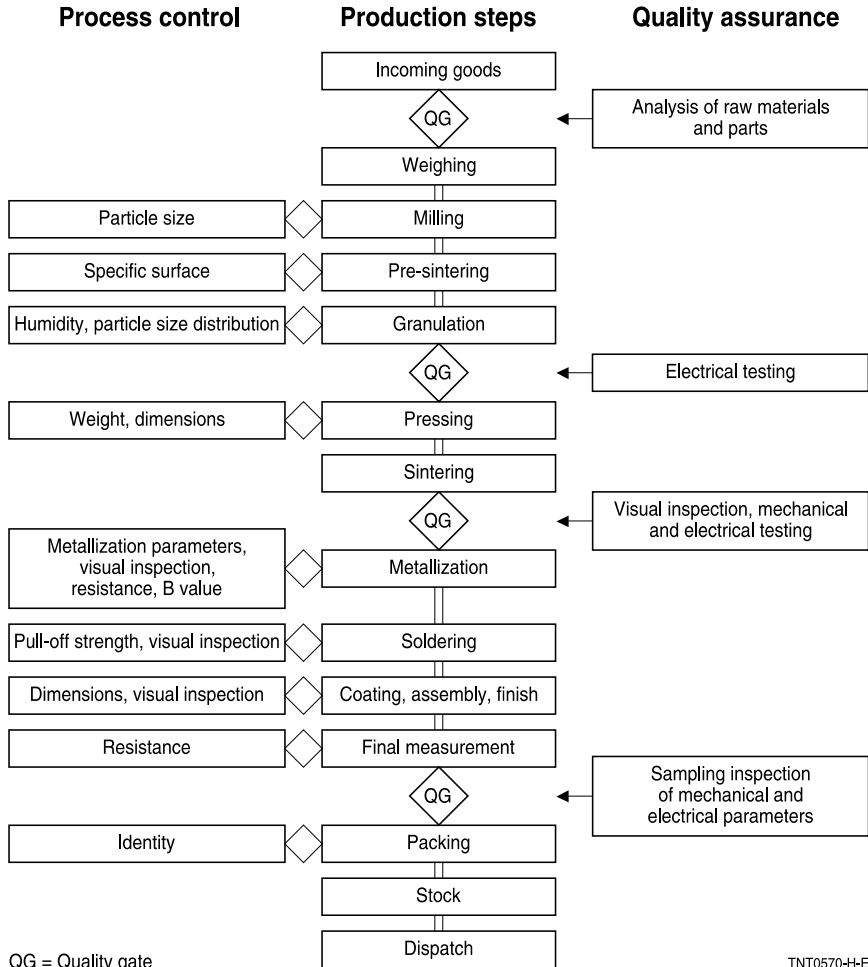 Process control
Production steps
Quality assurance
Incoming goods
QG
Analysis of raw materials
and parts
Weighing
Particle size
Milling
Specific surface
Pre-sintering
Humidity, particle size distribution
Granulation
QG
Electrical testing
Weight, dimensions
Pressing
Sintering
QG
Visual inspection, mechanical
and electrical testing
Metallization parameters,
visual inspection,
resistance, B value
Metallization
Pull-off strength, visual inspection
Soldering
Dimensions, visual inspection
Coating, assembly, finish
Resistance
Final measurement
QG
Sampling inspection
of mechanical and
electrical parameters
Identity
Packing
Stock
Dispatch
QG = Quality gate
TNT0570-H-E